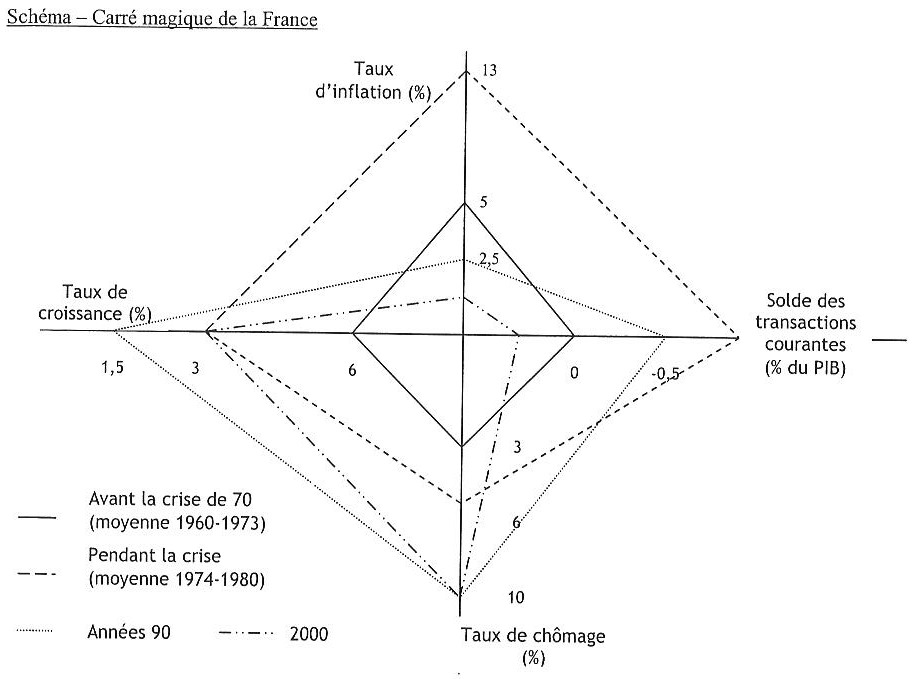 Schéma – Carré magique de la France
Taux
d'inflation (%)
13
5
2,5
Taux de
croissance (%)
1,5
3
6
0
-0,5
Solde des
transactions
courantes
(% du PIB)
3
6
10
Avant la crise de 70
(moyenne 1960-1973)
Pendant la crise
(moyenne 1974-1980)
Années 90
2000
Taux de chômage
(%)